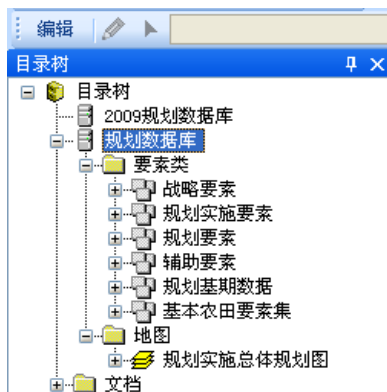 编辑
目录树
目录树
2009规划数据库
规划数据库
要素类
战略要素
规划实施要素
规划要素
辅助要素
规划基期数据
基本农田要素集
地图
规划实施总体规划图
文档